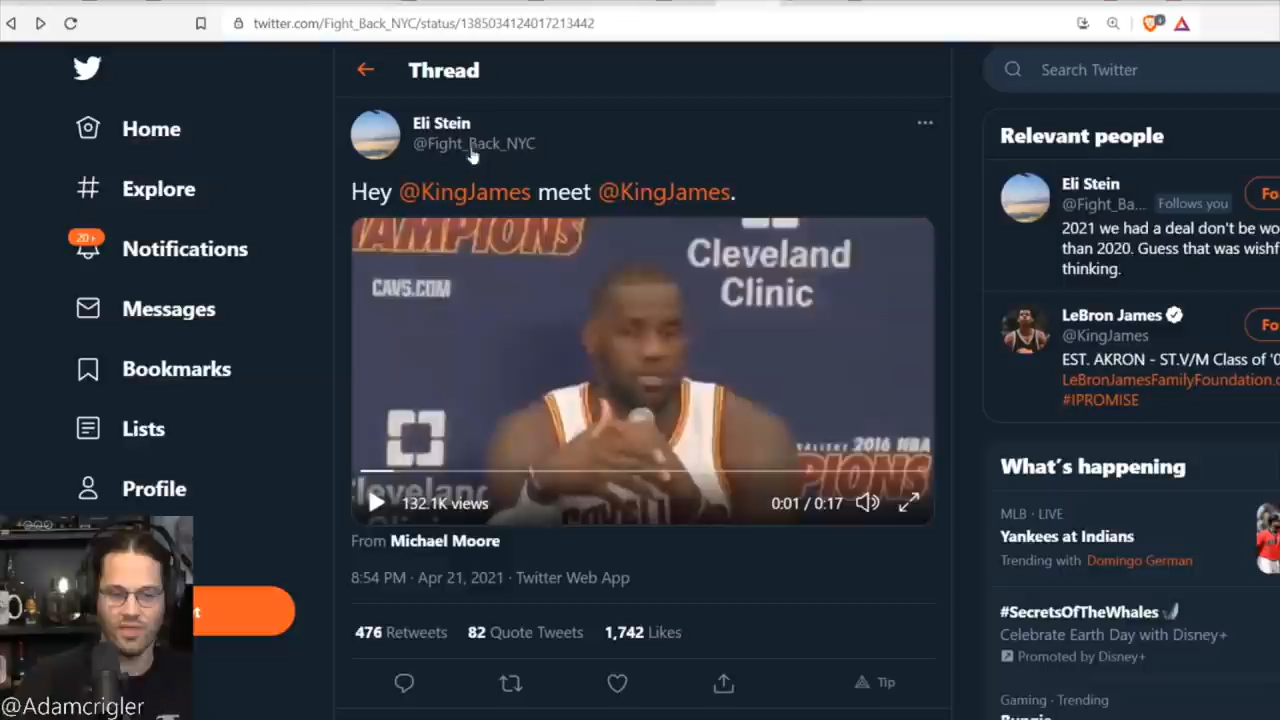 twitter.com/Fight_Back_NYC/status/1385034124017213442
Home
Explore
20+
Notifications
Messages
Bookmarks
Lists
Profile
@Adamcrigler
Thread
Eli Stein
@Fight_Back_NYC
Hey @KingJames meet @KingJames.
CAVS.COM
Cleveland
Clinic
2016 NBA
132.1K views
0:01 / 0:17
From Michael Moore
8:54 PM · Apr 21, 2021 · Twitter Web App
476 Retweets 82 Quote Tweets 1,742 Likes
Tip
Search Twitter
Relevant people
Eli Stein
@Fight_Ba... Follows you
Fo
2021 we had a deal don't be wo
than 2020. Guess that was wishf
thinking.
LeBron James
@KingJames
Fo
EST. AKRON - ST.V/M Class of '0
LeBronJamesFamilyFoundation.c
#IPROMISE
What's happening
MLB · LIVE
Yankees at Indians
Trending with Domingo German
#SecretsOfTheWhales
Celebrate Earth Day with Disney+
Promoted by Disney+
Gaming · Trending